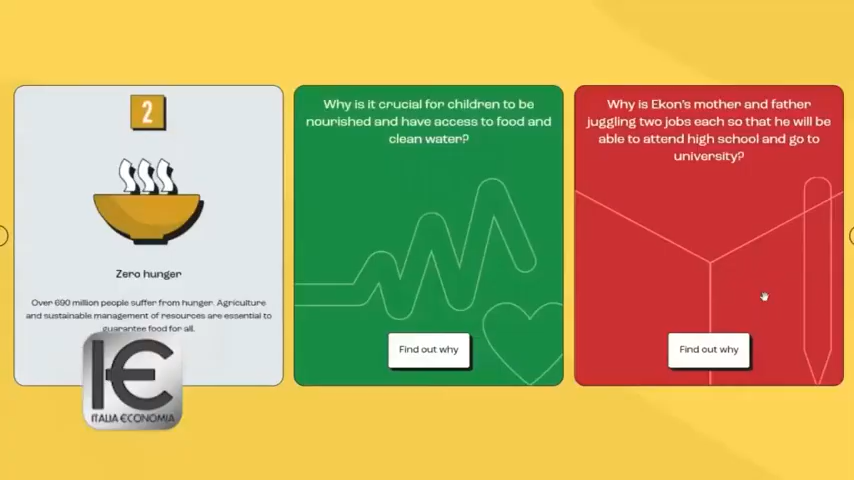 2
Zero hunger
Over 690 million people suffer from hunger. Agriculture
and sustainable management of resources are essential to
guarantee food for all.
Why is it crucial for children to be
nourished and have access to food and
clean water?
Find out why
Why is Ekon's mother and father
juggling two jobs each so that he will be
able to attend high school and go to
university?
Find out why
I€
ITALIA €CONOMIA